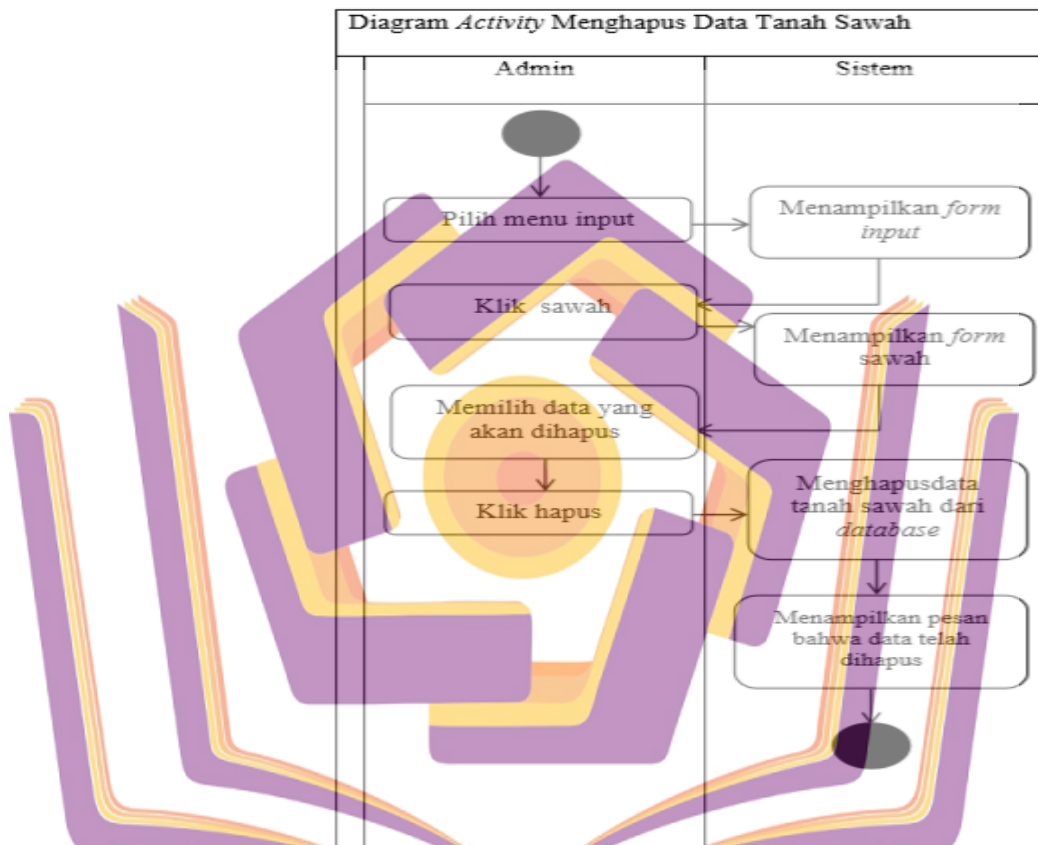 Diagram Activity Menghapus Data Tanah Sawah
Admin
Sistem
Pilih menu input
Menampilkan form
input
Klik sawah
Menampilkan form
sawah
Memilih data yang
akan dihapus
Klik hapus
Menghapusdata
tanah sawah dari
database
Menampilkan pesan
bahwa data telah
dihapus